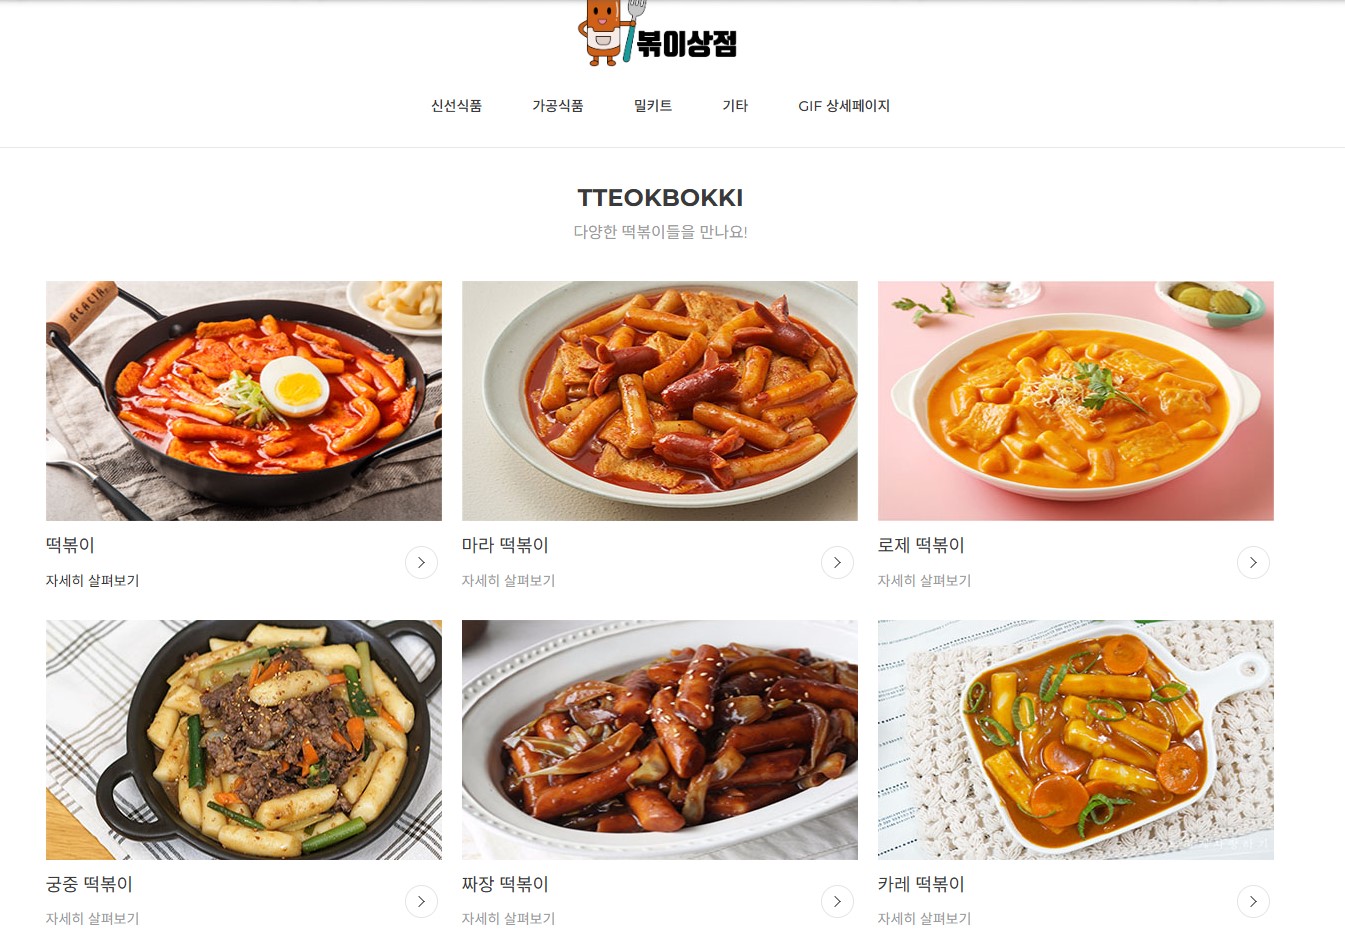 볶이상점
신선식품 가공식품 밀키트 기타 GIF 상세페이지
TTEOKBOKKI
다양한 떡볶이들을 만나요!
ACACIA
떡볶이 마라 떡볶이 로제 떡볶이
자세히 살펴보기 자세히 살펴보기 자세히 살펴보기
궁중 떡볶이 짜장 떡볶이 카레 떡볶이
자세히 살펴보기 자세히 살펴보기 자세히 살펴보기